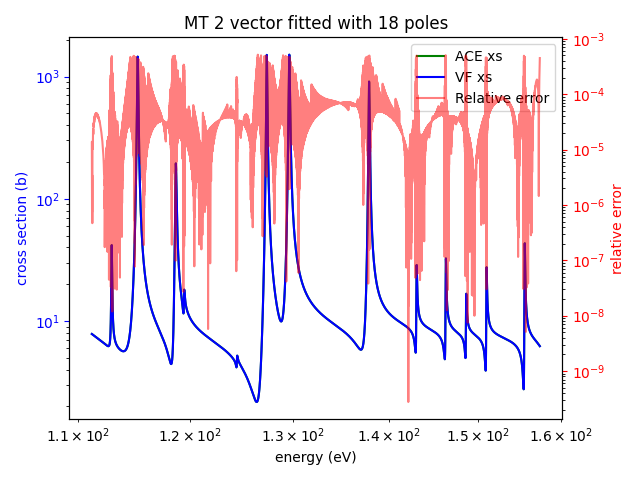 MT 2 vector fitted with 18 poles
ACE xs
VF xs
Relative error
cross section (b)
10³
10²
10¹
relative error
10⁻³
10⁻⁴
10⁻⁵
10⁻⁶
10⁻⁷
10⁻⁸
10⁻⁹
1.1 × 10² 1.2 × 10² 1.3 × 10² 1.4 × 10² 1.5 × 10² 1.6 × 10²
energy (eV)